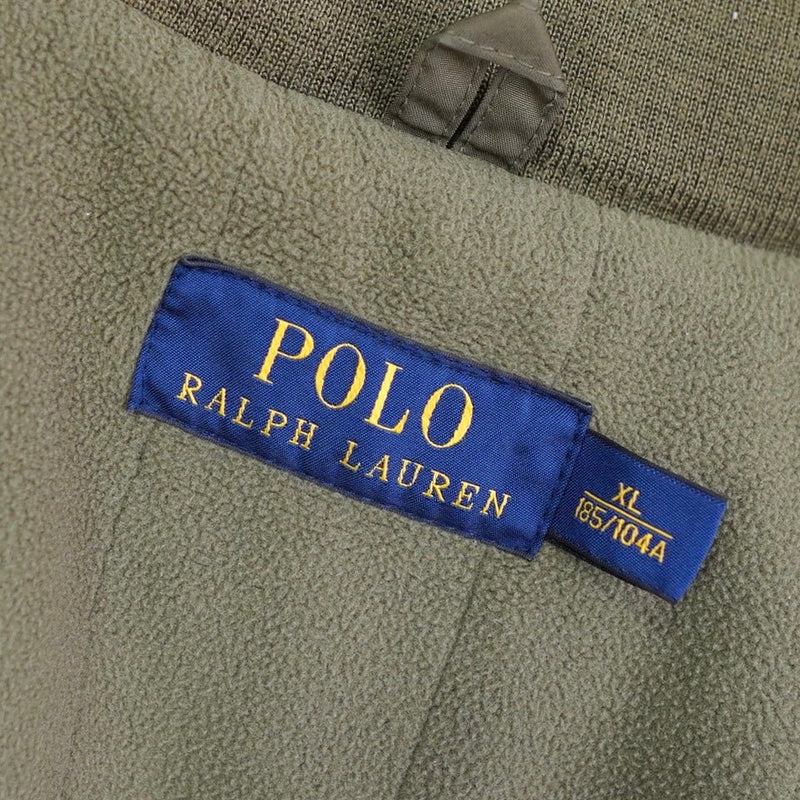 POLO
RALPH LAUREN
XL
185/104A